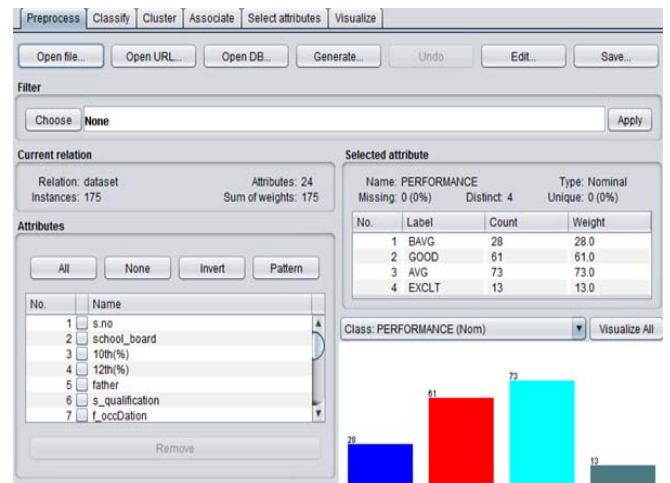 Preprocess Classify Cluster Associate Select attributes Visualize
Open file... Open URL... Open DB... Generate... Undo Edit... Save...
Filter
Choose None Apply
Current relation
Relation: dataset Attributes: 24
Instances: 175 Sum of weights: 175
Attributes
All None Invert Pattern
No. Name
1 s.no
2 school_board
3 10th(%)
4 12th(%)
5 father
6 s_qualification
7 f_occDation
Remove
Selected attribute
Name: PERFORMANCE Type: Nominal
Missing: 0 (0%) Distinct: 4 Unique: 0 (0%)
No. Label Count Weight
1 BAVG 28 28.0
2 GOOD 61 61.0
3 AVG 73 73.0
4 EXCLT 13 13.0
Class: PERFORMANCE (Nom) Visualize All
28
61
73
13